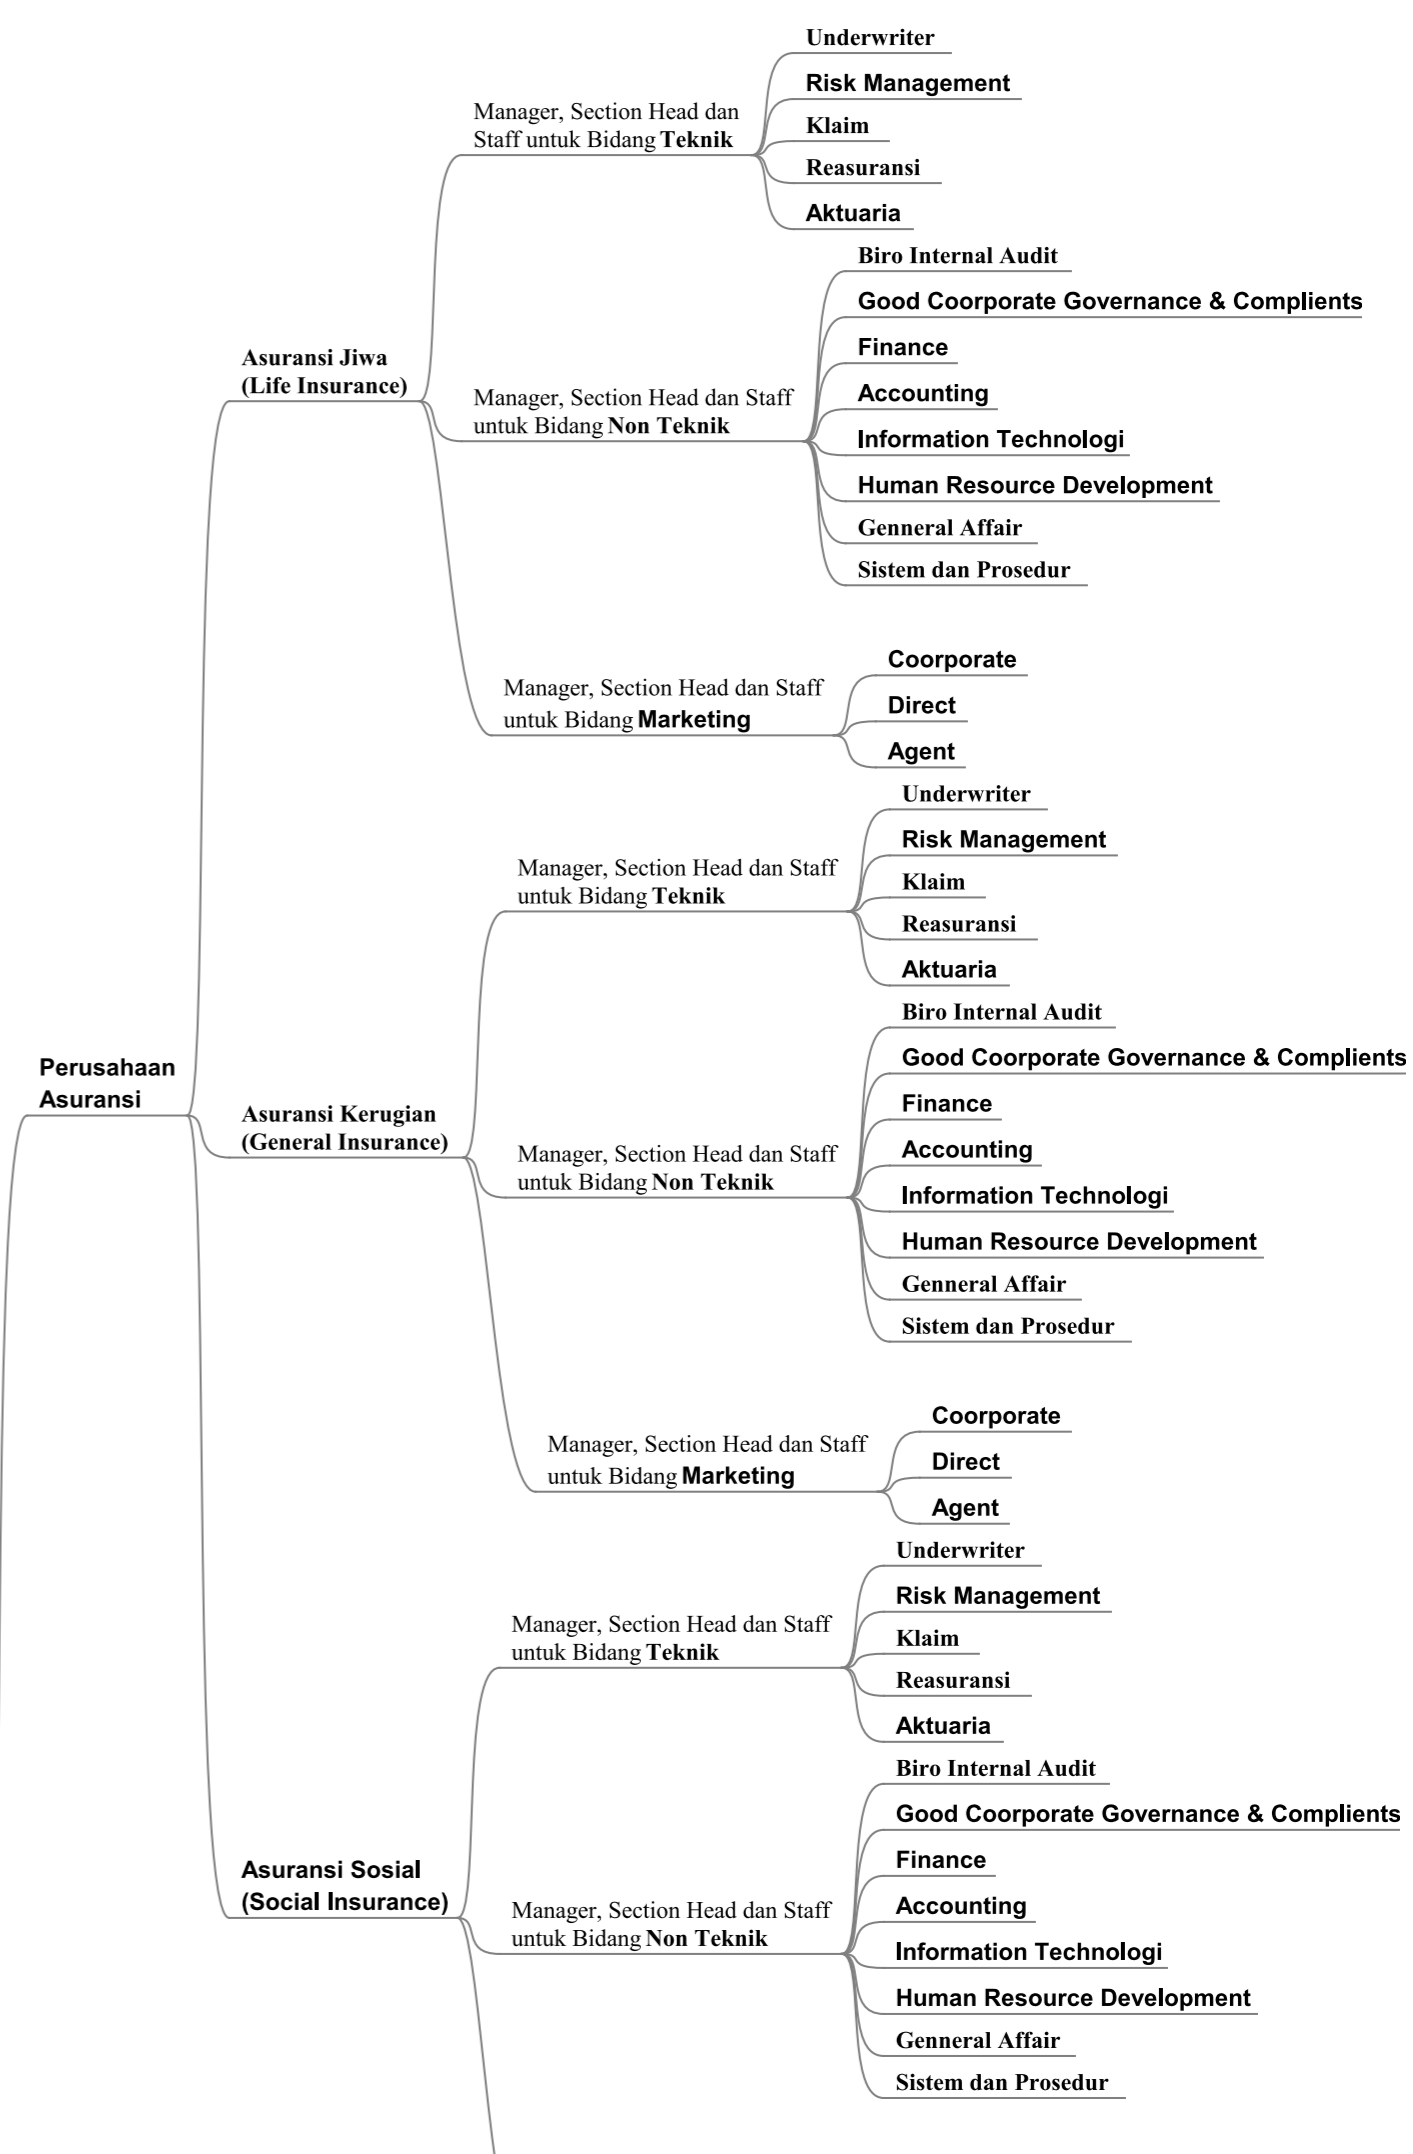 Underwriter
Risk Management
Manager, Section Head dan
Staff untuk Bidang Teknik
Klaim
Reasuransi
Aktuaria
Biro Internal Audit
Good Coorporate Governance & Complients
Asuransi Jiwa
(Life Insurance)
Finance
Accounting
Manager, Section Head dan Staff
untuk Bidang Non Teknik
Information Technologi
Human Resource Development
Genneral Affair
Sistem dan Prosedur
Coorporate
Manager, Section Head dan Staff
untuk Bidang Marketing
Direct
Agent
Underwriter
Risk Management
Manager, Section Head dan Staff
untuk Bidang Teknik
Klaim
Reasuransi
Aktuaria
Biro Internal Audit
Good Coorporate Governance & Complients
Perusahaan
Asuransi
Asuransi Kerugian
(General Insurance)
Finance
Accounting
Manager, Section Head dan Staff
untuk Bidang Non Teknik
Information Technologi
Human Resource Development
Genneral Affair
Sistem dan Prosedur
Coorporate
Manager, Section Head dan Staff
untuk Bidang Marketing
Direct
Agent
Underwriter
Risk Management
Manager, Section Head dan Staff
untuk Bidang Teknik
Klaim
Reasuransi
Aktuaria
Biro Internal Audit
Good Coorporate Governance & Complients
Asuransi Sosial
(Social Insurance)
Finance
Accounting
Manager, Section Head dan Staff
untuk Bidang Non Teknik
Information Technologi
Human Resource Development
Genneral Affair
Sistem dan Prosedur